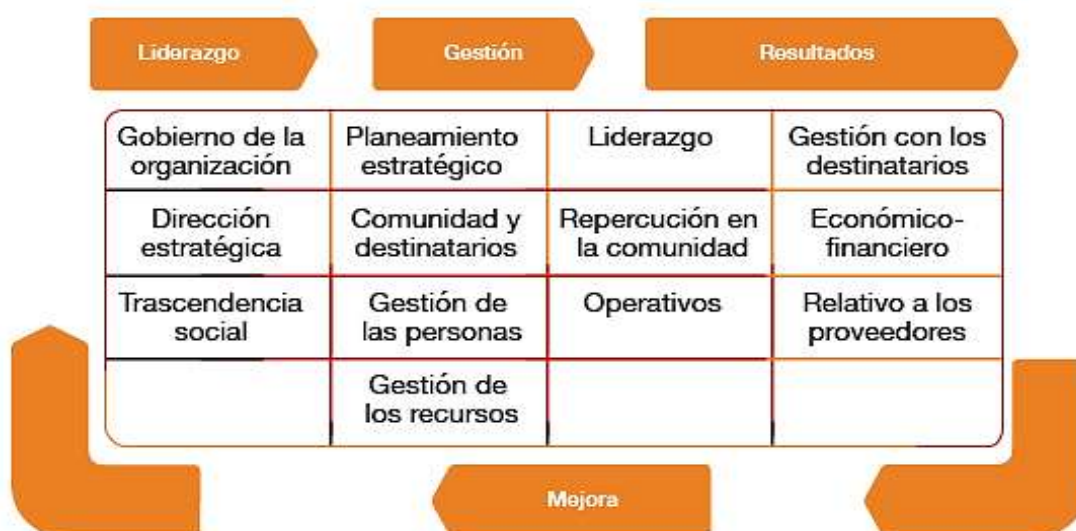 Liderazgo
Gestión
Resultados
Gobierno de la
organización
Planeamiento
estratégico
Liderazgo
Gestión con los
destinatarios
Dirección
estratégica
Comunidad y
destinatarios
Repercución en
la comunidad
Económico-
financiero
Trascendencia
social
Gestión de
las personas
Operativos
Relativo a los
proveedores
Gestión de
los recursos
Mejora